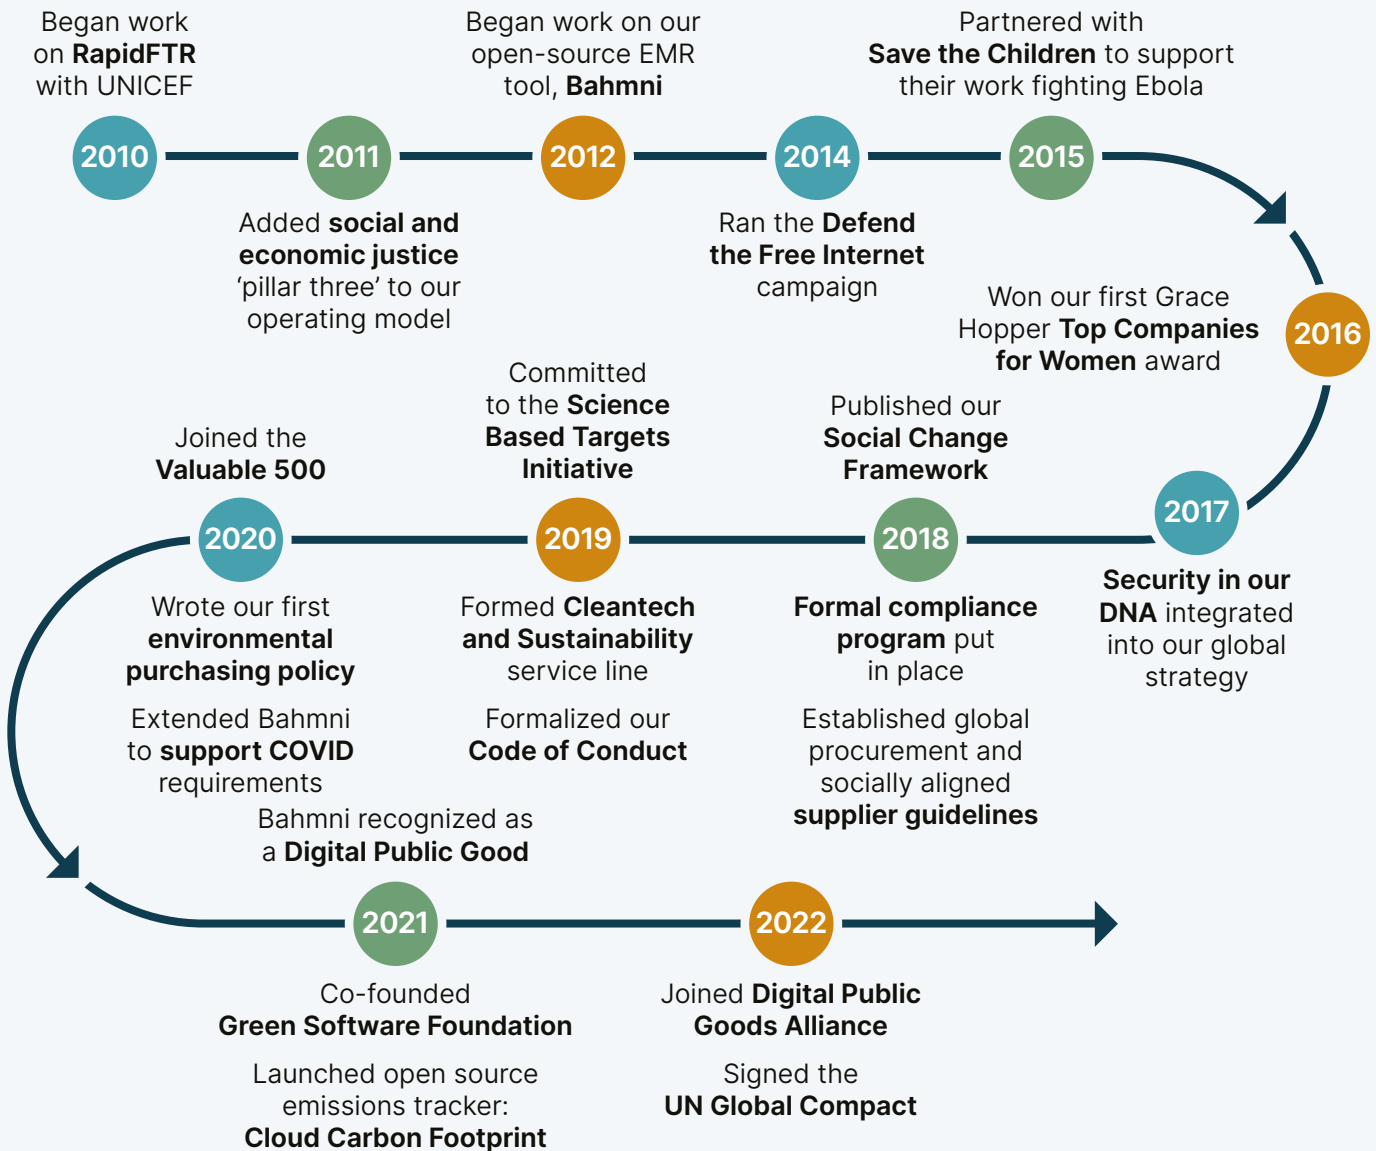 Began work
on RapidFTR
with UNICEF
2010
2011
Added social and
economic justice
‘pillar three’ to our
operating model
Began work on our
open-source EMR
tool, Bahmni
2012
2014
Ran the Defend
the Free Internet
campaign
Partnered with
Save the Children to support
their work fighting Ebola
2015
Won our first Grace
Hopper Top Companies
for Women award
2016
2017
Security in our
DNA integrated
into our global
strategy
Published our
Social Change
Framework
2018
Formal compliance
program put
in place
Established global
procurement and
socially aligned
supplier guidelines
Committed
to the Science
Based Targets
Initiative
2019
Formed Cleantech
and Sustainability
service line
Formalized our
Code of Conduct
Joined the
Valuable 500
2020
Wrote our first
environmental
purchasing policy
Extended Bahmni
to support COVID
requirements
Bahmni recognized as
a Digital Public Good
2021
Co-founded
Green Software Foundation
Launched open source
emissions tracker:
Cloud Carbon Footprint
2022
Joined Digital Public
Goods Alliance
Signed the
UN Global Compact